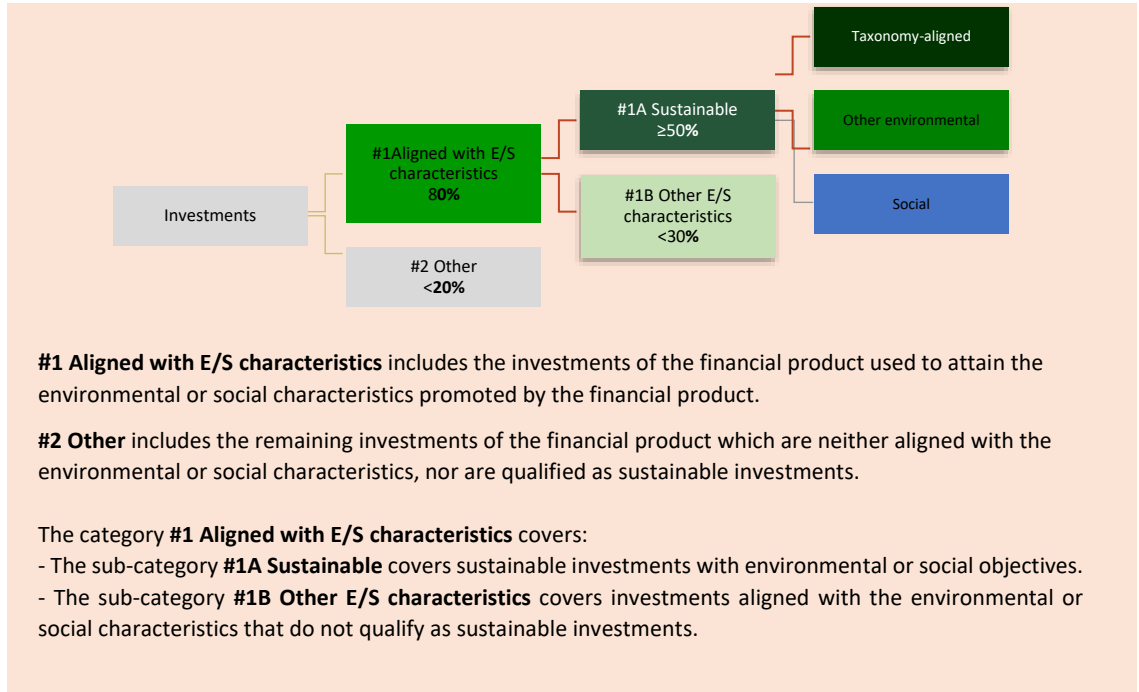 Taxonomy-aligned
#1A Sustainable
≥50%
Other environmental
#1Aligned with E/S
characteristics
80%
Investments
#1B Other E/S
characteristics
<30%
Social
#2 Other
<20%
#1 Aligned with E/S characteristics includes the investments of the financial product used to attain the
environmental or social characteristics promoted by the financial product.
#2 Other includes the remaining investments of the financial product which are neither aligned with the
environmental or social characteristics, nor are qualified as sustainable investments.
The category #1 Aligned with E/S characteristics covers:
- The sub-category #1A Sustainable covers sustainable investments with environmental or social objectives.
- The sub-category #1B Other E/S characteristics covers investments aligned with the environmental or
social characteristics that do not qualify as sustainable investments.